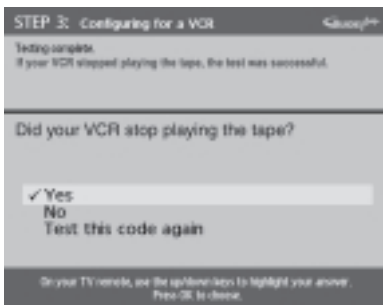 STEP 3: Configuring for a VCR
Testing complete.
If your VCR stopped playing the tape, the test was successful.
Did your VCR stop playing the tape?
✓ Yes
No
Test this code again
On your TV remote, use the up/down keys to highlight your answer.
Press OK to choose.